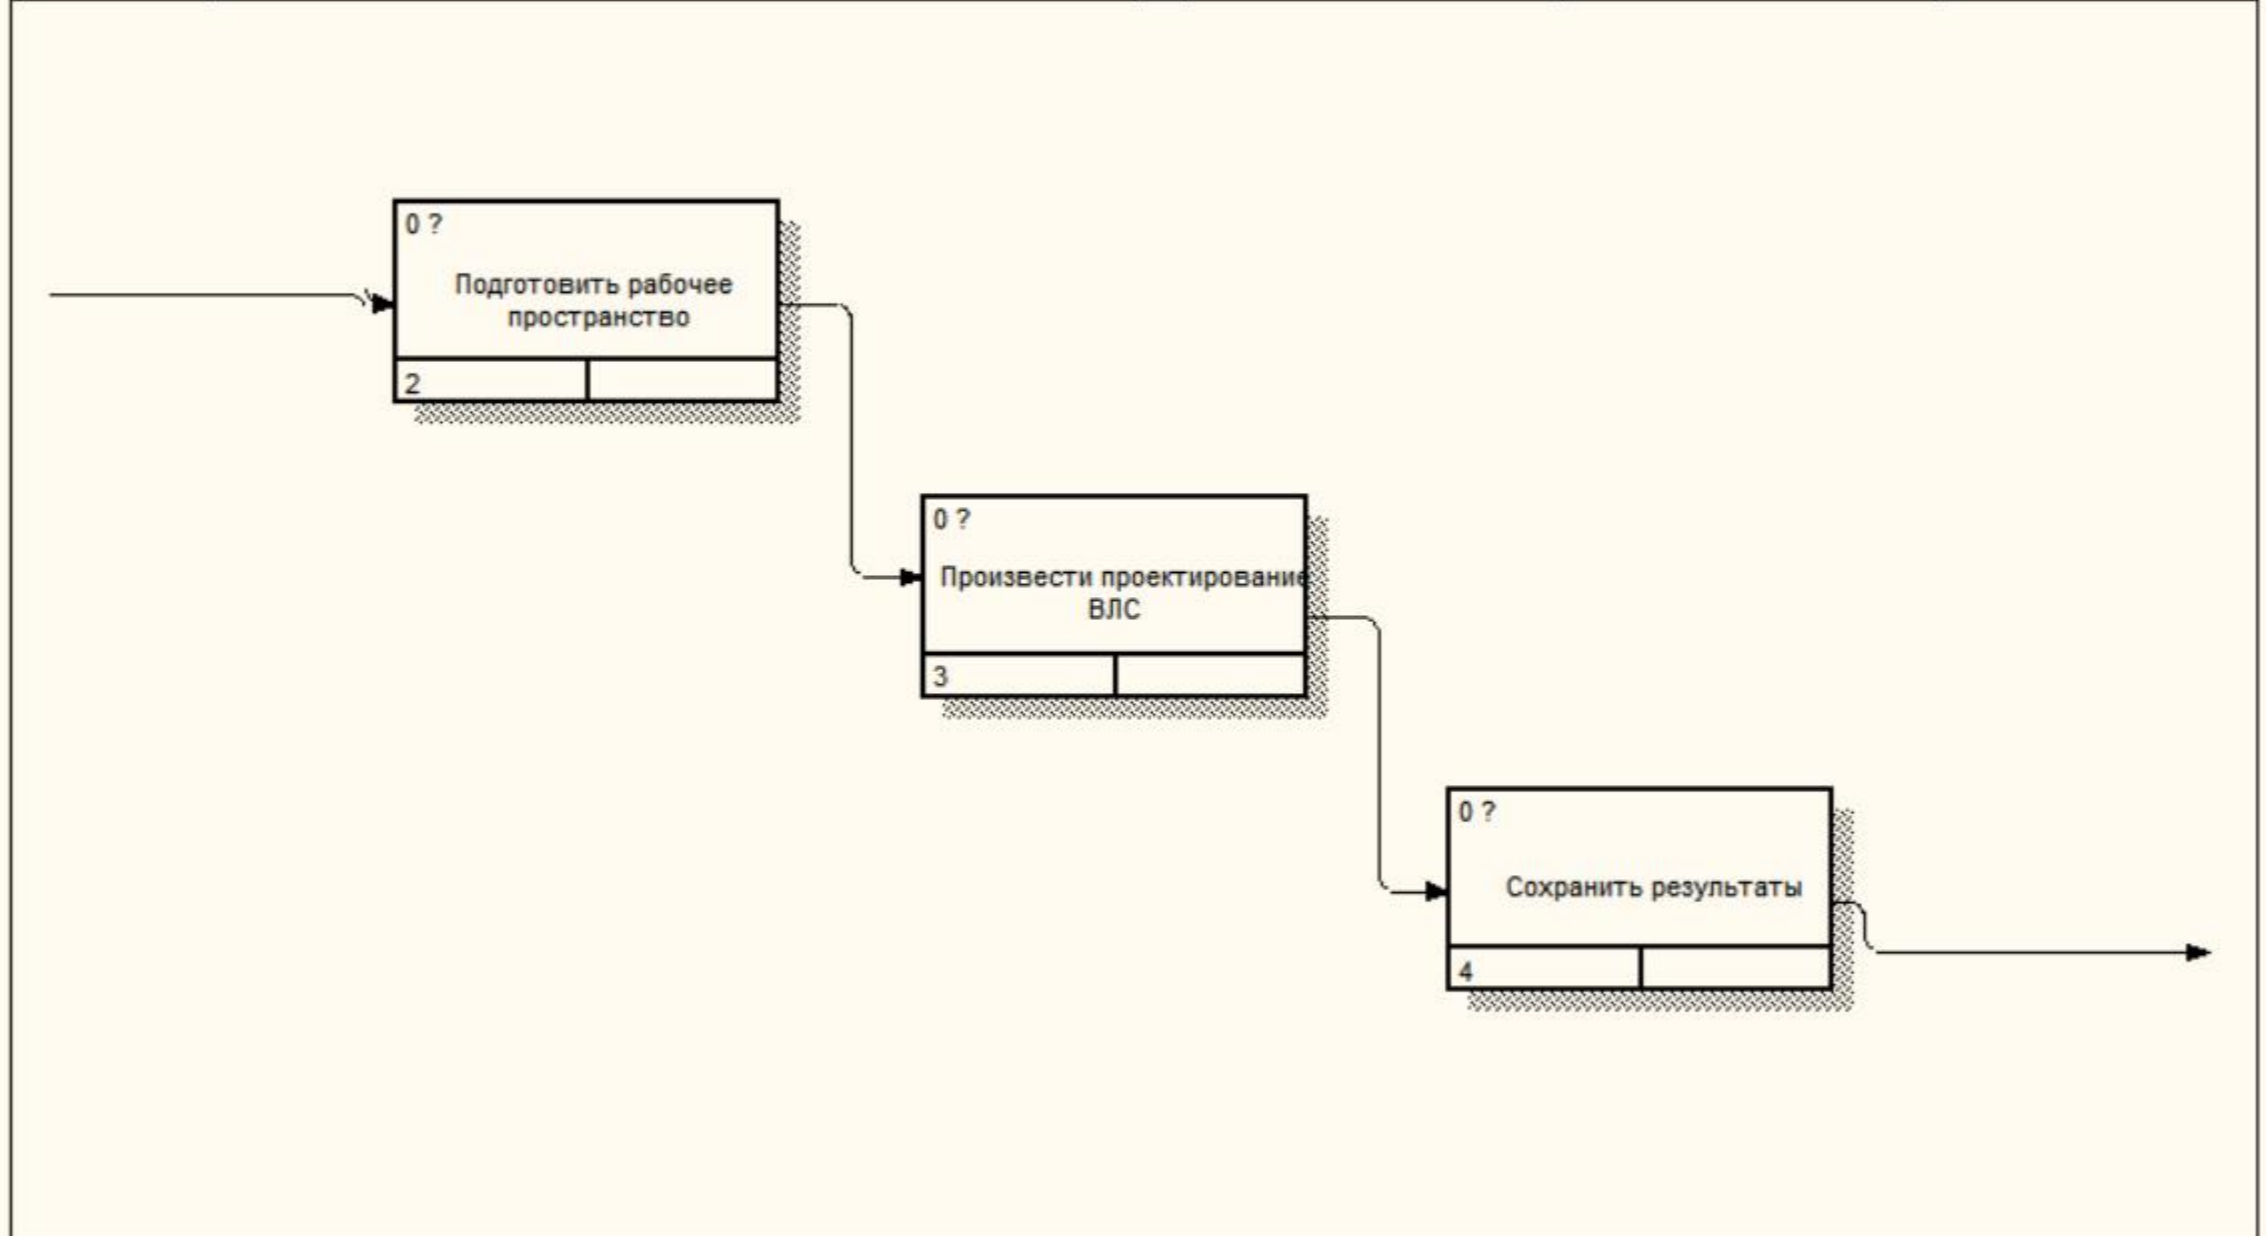 0 ?
Подготовить рабочее
пространство
2
0 ?
Произвести проектирование
ВЛС
3
0 ?
Сохранить результаты
4